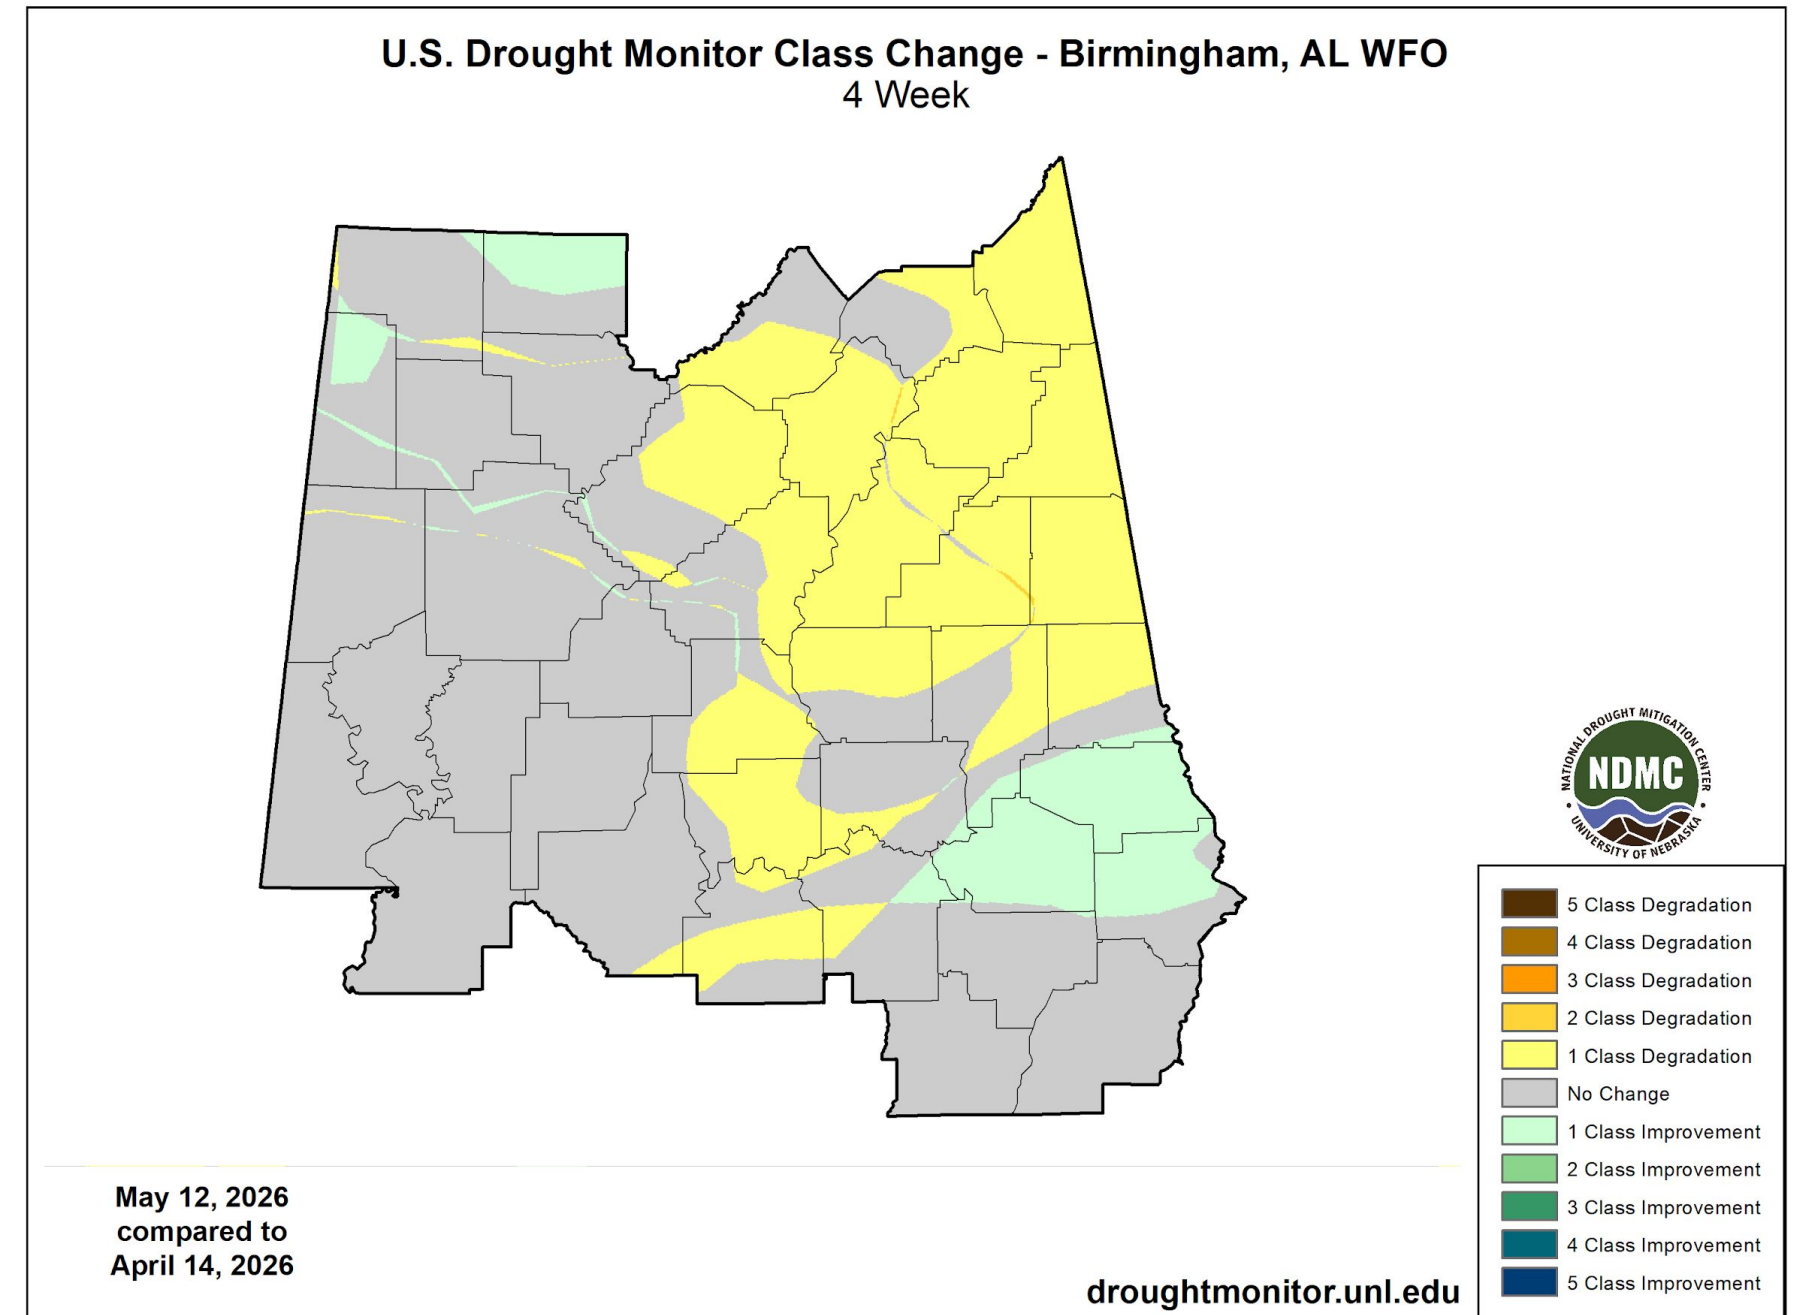 U.S. Drought Monitor Class Change - Birmingham, AL WFO
4 Week
NATIONAL DROUGHT MITIGATION CENTER
NDMC
UNIVERSITY OF NEBRASKA
5 Class Degradation
4 Class Degradation
3 Class Degradation
2 Class Degradation
1 Class Degradation
No Change
1 Class Improvement
2 Class Improvement
3 Class Improvement
4 Class Improvement
5 Class Improvement
May 12, 2026
compared to
April 14, 2026
droughtmonitor.unl.edu